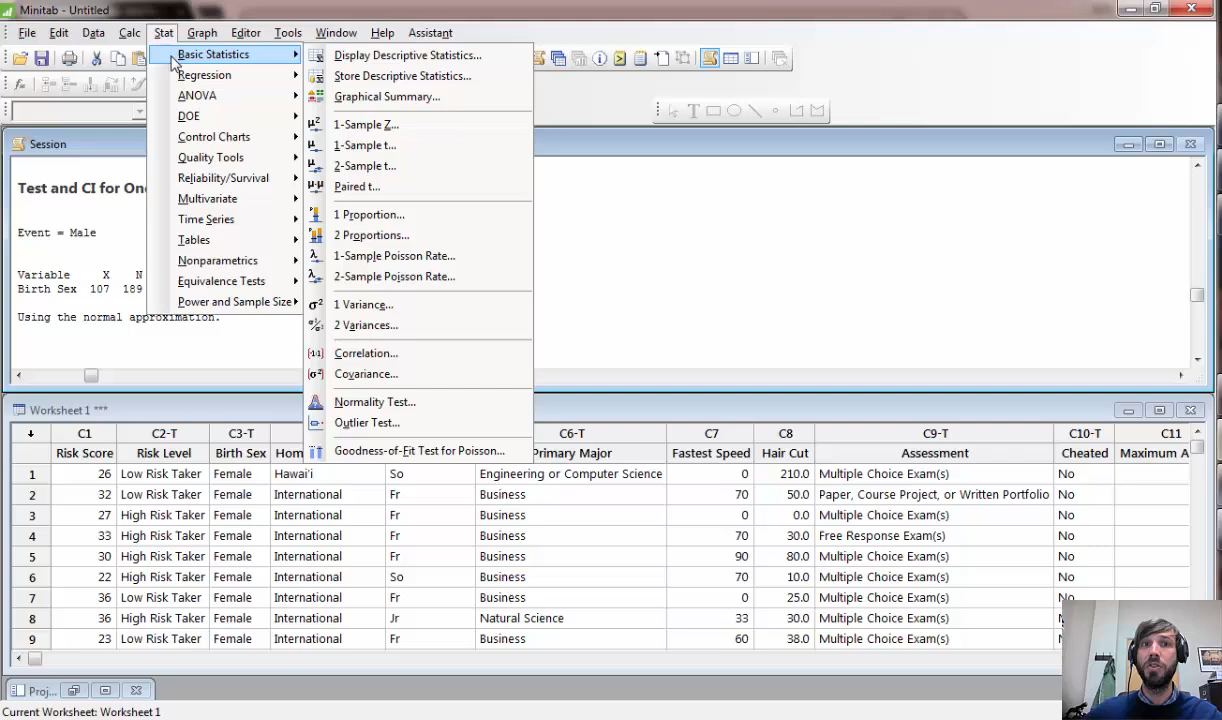 Minitab - Untitled
File Edit Data Calc Stat Graph Editor Tools Window Help Assist
Basic Statistics
Regression
ANOVA
DOE
Control Charts
Quality Tools
Reliability/Survival
Multivariate
Time Series
Tables
Nonparametrics
Equivalence Tests
Power and Sample Size
Display Descriptive Statistics...
Store Descriptive Statistics...
Graphical Summary...
1-Sample Z...
1-Sample t...
2-Sample t...
Paired t...
1 Proportion...
2 Proportions...
1-Sample Poisson Rate...
2-Sample Poisson Rate...
1 Variance...
2 Variances...
Correlation...
Covariance...
Normality Test...
Outlier Test...
Goodness-of-Fit Test for Poisson...
Session
Test and CI for On
Event = Male
Variable X N
Birth Sex 107 189
Using the normal approximation.
Worksheet 1 ***
C1 C2-T C3-T C6-T C7 C8 C9-T C10-T C11
Risk Score Risk Level Birth Sex Hom Primary Major Fastest Speed Hair Cut Assessment Cheated Maximum A
1 26 Low Risk Taker Female Hawai'i So Engineering or Computer Science 0 210.0 Multiple Choice Exam(s) No
2 32 Low Risk Taker Female International Fr Business 70 50.0 Paper, Course Project, or Written Portfolio No
3 27 High Risk Taker Female International Fr Business 0 0.0 Multiple Choice Exam(s) No
4 33 High Risk Taker Female International Fr Business 70 30.0 Free Response Exam(s) No
5 30 High Risk Taker Female International Fr Business 90 80.0 Multiple Choice Exam(s) No
6 22 High Risk Taker Female International So Business 70 10.0 Multiple Choice Exam(s) No
7 36 Low Risk Taker Female International Fr Business 0 25.0 Multiple Choice Exam(s) No
8 36 High Risk Taker Female International Jr Natural Science 33 30.0 Multiple Choice Exam(s)
9 23 Low Risk Taker Female International Fr Business 60 38.0 Multiple Choice Exam(s)
Proj...
Current Worksheet: Worksheet 1